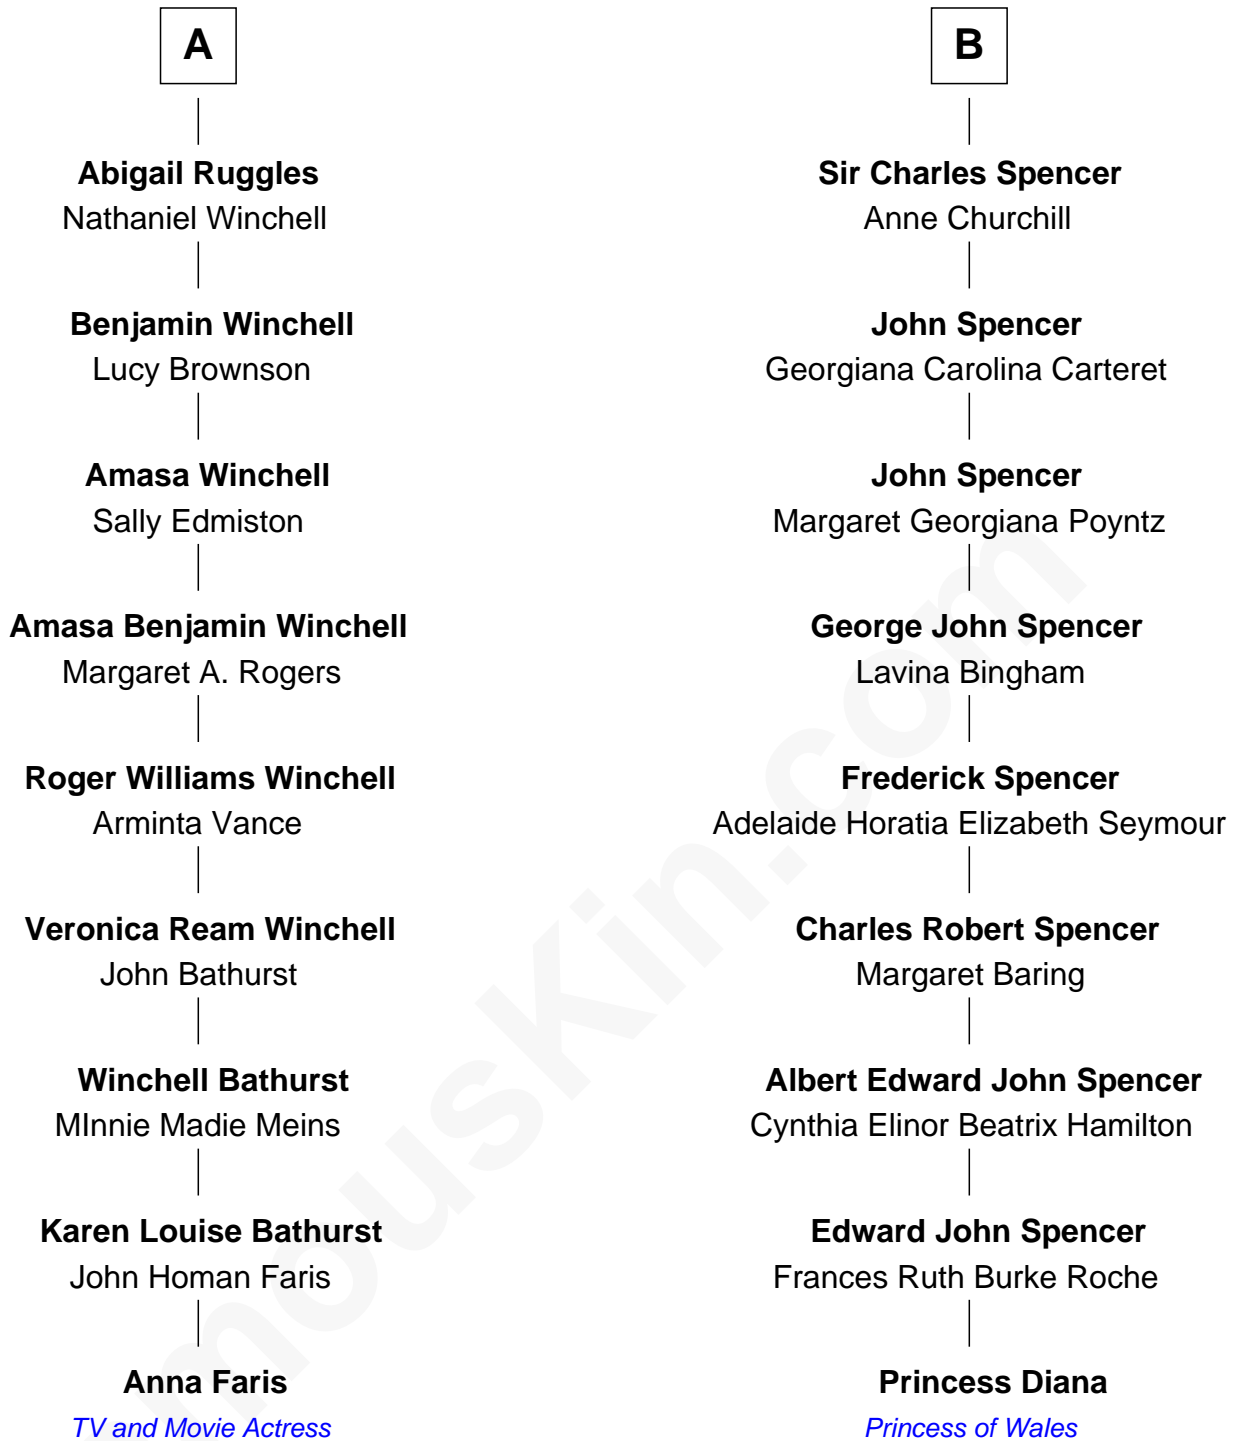 A
Abigail Ruggles
Nathaniel Winchell
Benjamin Winchell
Lucy Brownson
Amasa Winchell
Sally Edmiston
Amasa Benjamin Winchell
Margaret A. Rogers
Roger Williams Winchell
Arminta Vance
Veronica Ream Winchell
John Bathurst
Winchell Bathurst
MInnie Madie Meins
Karen Louise Bathurst
John Homan Faris
Anna Faris
TV and Movie Actress
B
Sir Charles Spencer
Anne Churchill
John Spencer
Georgiana Carolina Carteret
John Spencer
Margaret Georgiana Poyntz
George John Spencer
Lavina Bingham
Frederick Spencer
Adelaide Horatia Elizabeth Seymour
Charles Robert Spencer
Margaret Baring
Albert Edward John Spencer
Cynthia Elinor Beatrix Hamilton
Edward John Spencer
Frances Ruth Burke Roche
Princess Diana
Princess of Wales
mousKin.com